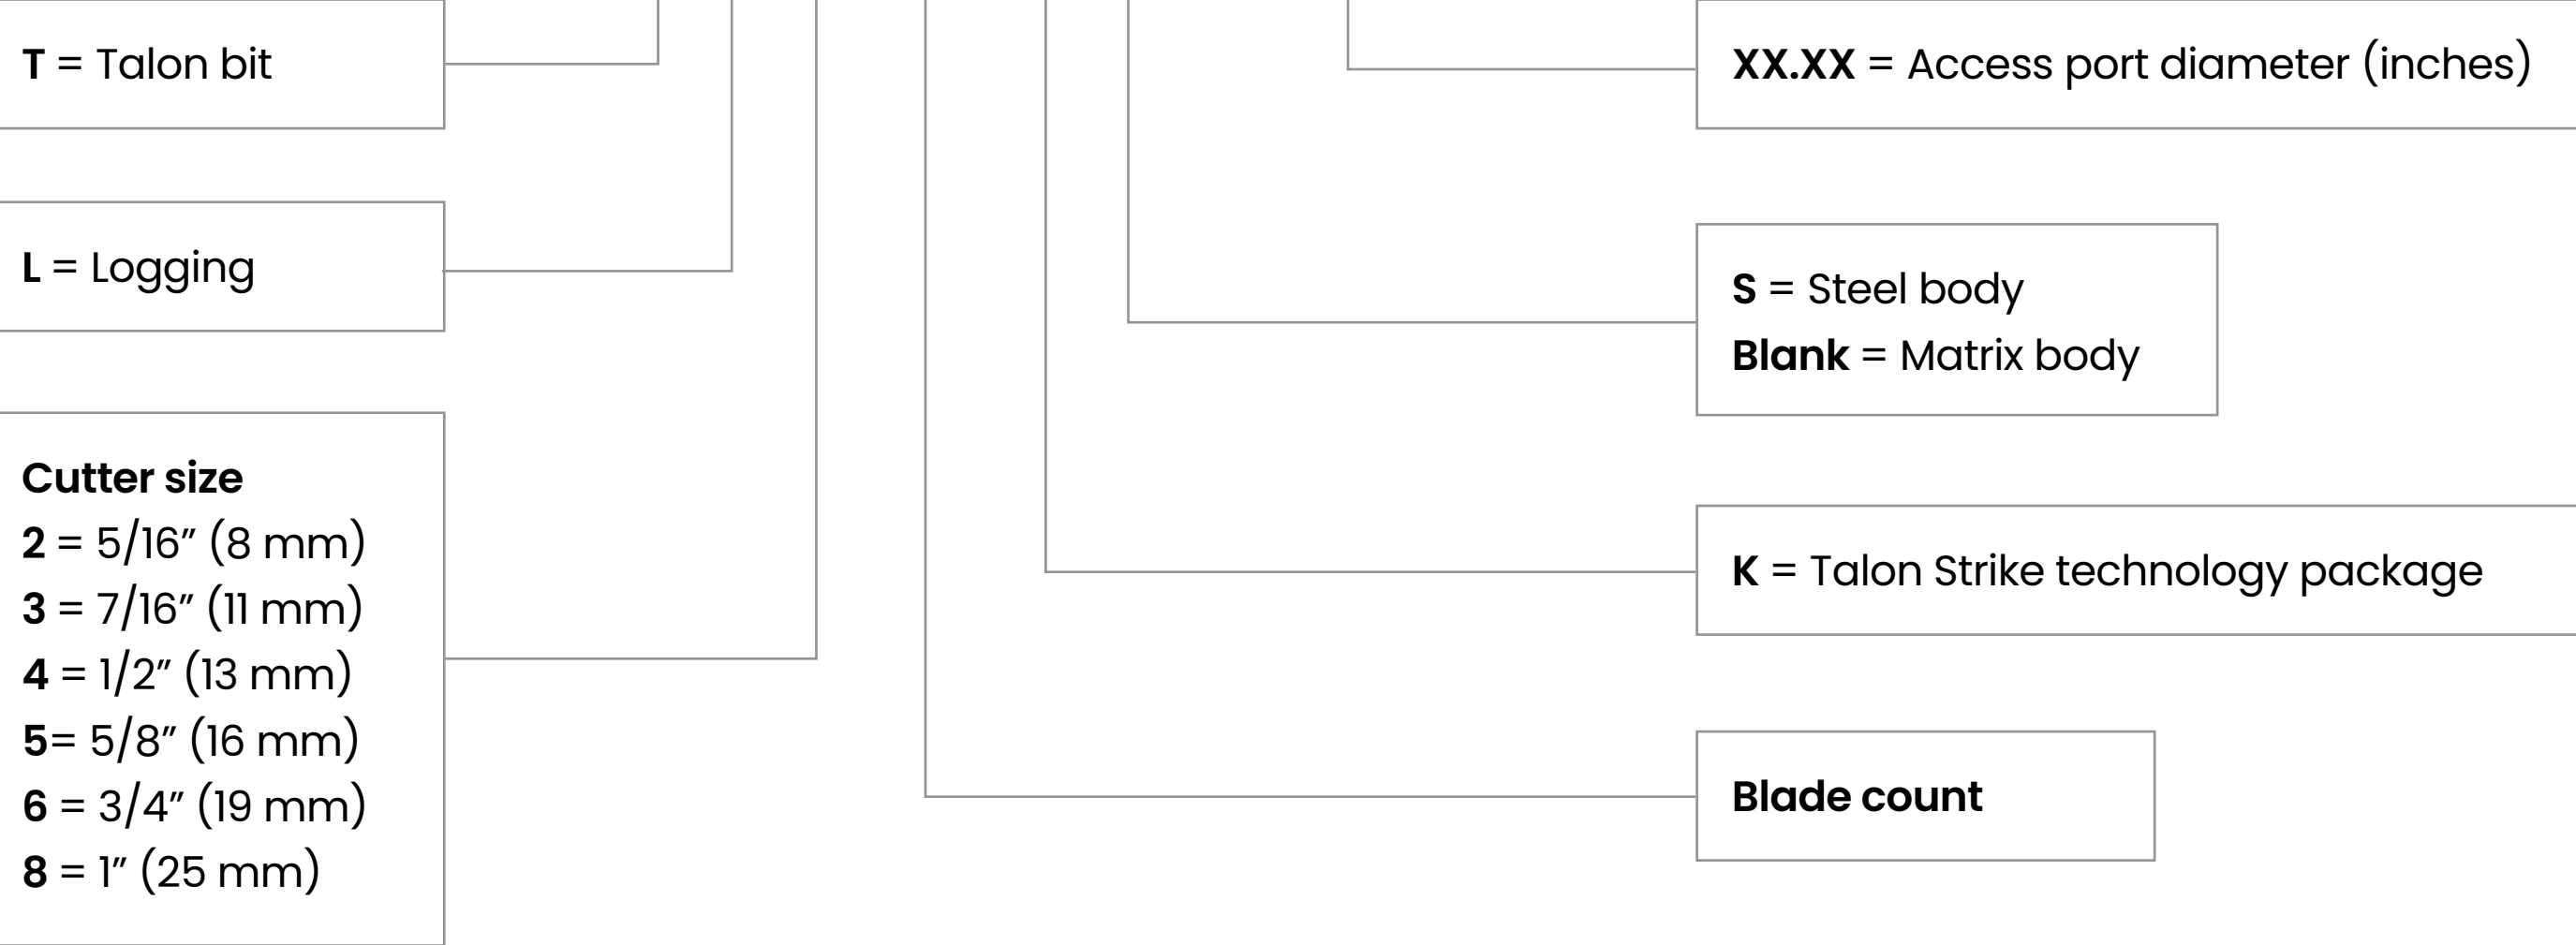 T = Talon bit
L = Logging
Cutter size
2 = 5/16” (8 mm)
3 = 7/16” (11 mm)
4 = 1/2” (13 mm)
5= 5/8” (16 mm)
6 = 3/4” (19 mm)
8 = 1” (25 mm)
XX.XX = Access port diameter (inches)
S = Steel body
Blank = Matrix body
K = Talon Strike technology package
Blade count